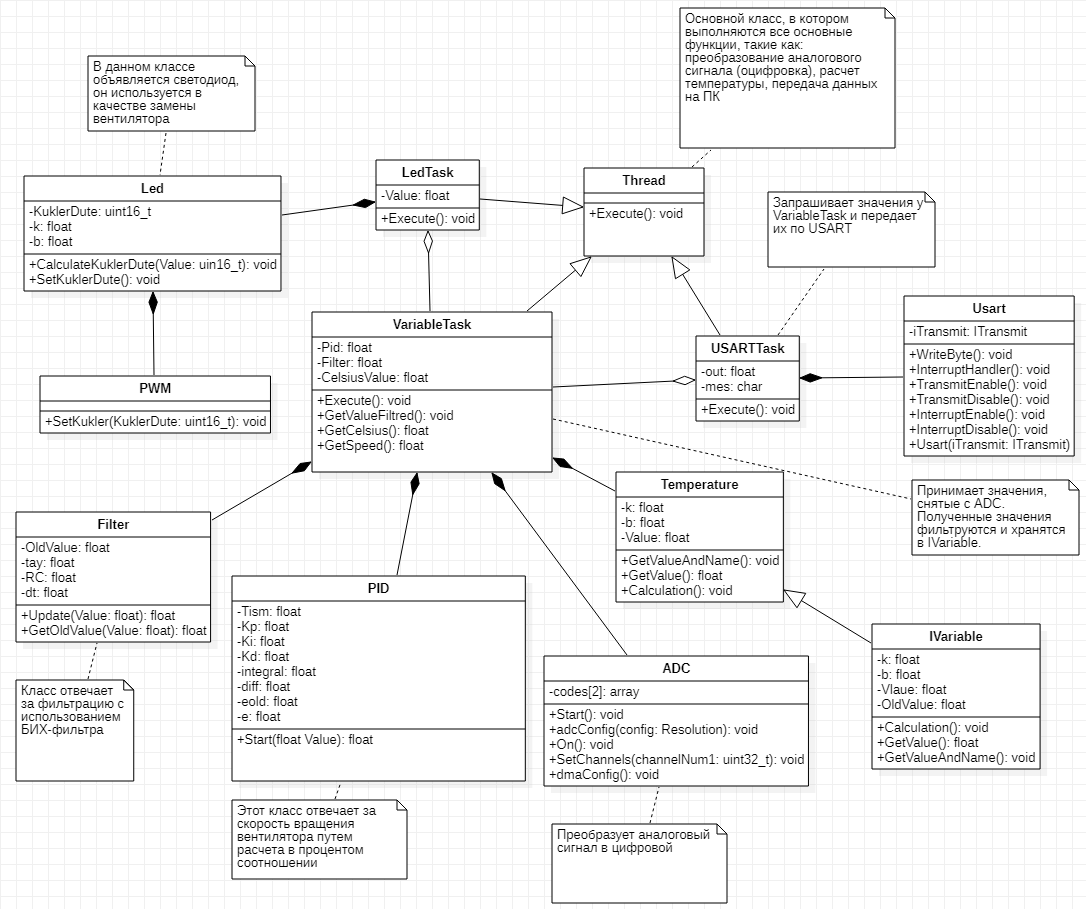 Основной класс, в котором
выполняются все основные
функции, такие как:
преобразование аналогового
сигнала (оцифровка), расчет
температуры, передача данных
на ПК
В данном классе
объявляется светодиод,
он используется в
качестве замены
вентилятора
Led
-KuklerDute: uint16_t
-k: float
-b: float
+CalculateKuklerDute(Value: uin16_t): void
+SetKuklerDute(): void
LedTask
-Value: float
+Execute(): void
Thread
+Execute(): void
Запрашивает значения у
VariableTask и передает
их по USART
VariableTask
-Pid: float
-Filter: float
-CelsiusValue: float
+Execute(): void
+GetValueFiltred(): void
+GetCelsius(): float
+GetSpeed(): float
USARTTask
-out: float
-mes: char
+Execute(): void
Usart
-iTransmit: ITransmit
+WriteByte(): void
+InterruptHandler(): void
+TransmitEnable(): void
+TransmitDisable(): void
+InterruptEnable(): void
+InterruptDisable(): void
+Usart(iTransmit: ITransmit)
PWM
+SetKukler(KuklerDute: uint16_t): void
Temperature
-k: float
-b: float
-Value: float
+GetValueAndName(): void
+GetValue(): float
+Calculation(): void
Принимает значения,
снятые с ADC.
Полученные значения
фильтруются и хранятся
в IVariable.
Filter
-OldValue: float
-tay: float
-RC: float
-dt: float
+Update(Value: float): float
+GetOldValue(Value: float): float
PID
-Tism: float
-Kp: float
-Ki: float
-Kd: float
-integral: float
-diff: float
-eold: float
-e: float
+Start(float Value): float
IVariable
-k: float
-b: float
-Vlaue: float
-OldValue: float
+Calculation(): void
+GetValue(): float
+GetValueAndName(): void
ADC
-codes[2]: array
+Start(): void
+adcConfig(config: Resolution): void
+On(): void
+SetChannels(channelNum1: uint32_t): void
+dmaConfig(): void
Класс отвечает
за фильтрацию с
использованием
БИХ-фильтра
Этот класс отвечает за
скорость вращения
вентилятора путем
расчета в процентом
соотношении
Преобразует аналоговый
сигнал в цифровой